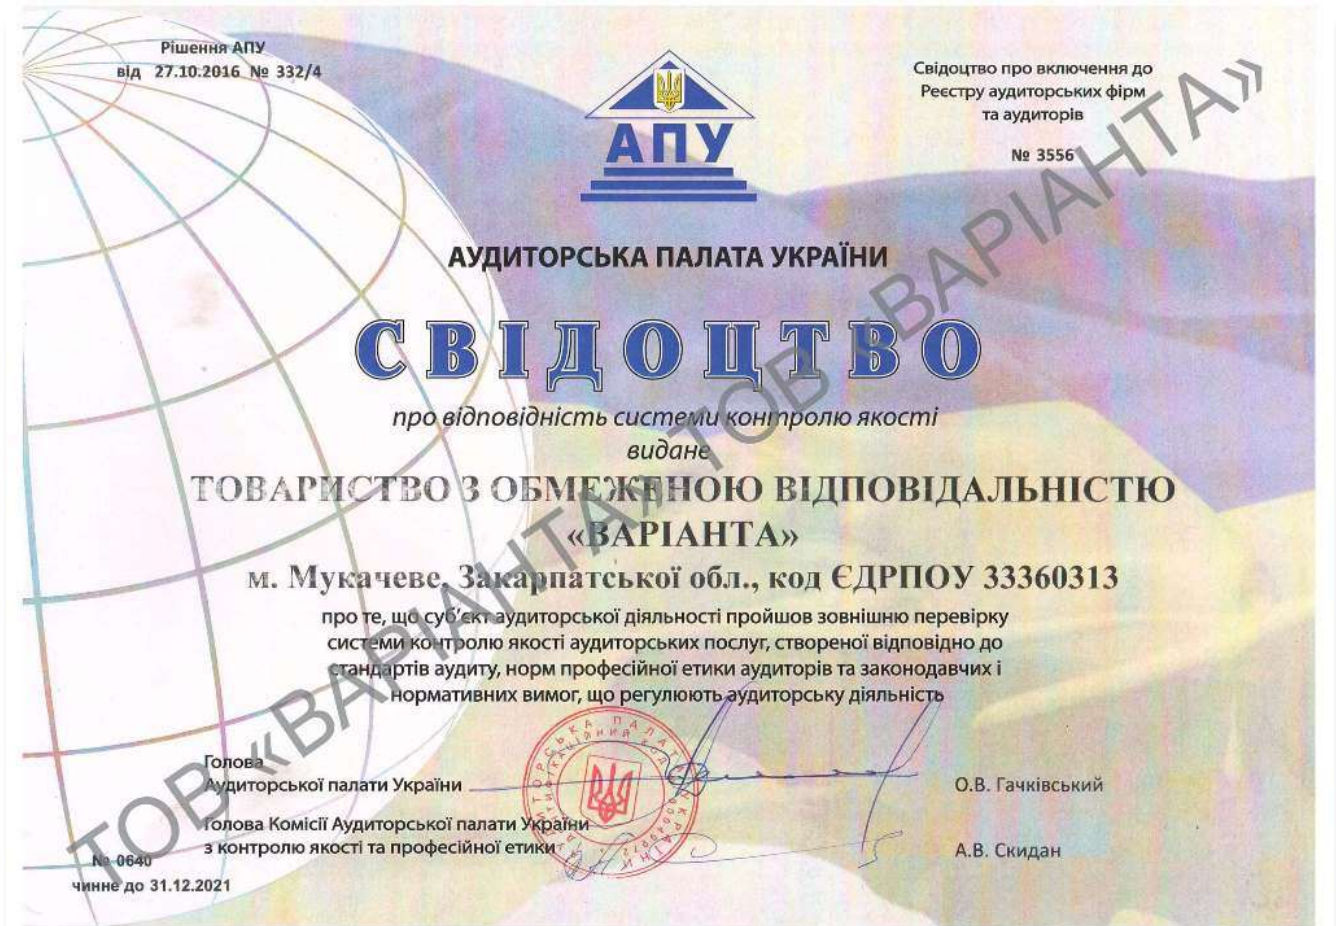 Рішення АПУ
від 27.10.2016 № 332/4
АПУ
Свідоцтво про включення до
Реєстру аудиторських фірм
та аудиторів
№ 3556
АУДИТОРСЬКА ПАЛАТА УКРАЇНИ
СВІДОЦТВО
про відповідність системи контролю якості
видане
ТОВАРИСТВО З ОБМЕЖЕНОЮ ВІДПОВІДАЛЬНІСТЮ
«ВАРІАНТА»
м. Мукачеве, Закарпатської обл., код ЄДРПОУ 33360313
про те, що суб'єкт аудиторської діяльності пройшов зовнішню перевірку
системи контролю якості аудиторських послуг, створеної відповідно до
стандартів аудиту, норм професійної етики аудиторів та законодавчих і
нормативних вимог, що регулюють аудиторську діяльність
Голова
Аудиторської палати України
О.В. Гачківський
Голова Комісії Аудиторської палати України
з контролю якості та професійної етики
А.В. Скидан
№ 0640
чинне до 31.12.2021
АУДИТОРСЬКА ПАЛАТА УКРАЇНИ
ТОВ «ВАРІАНТА» ТОВ «ВАРІАНТА»